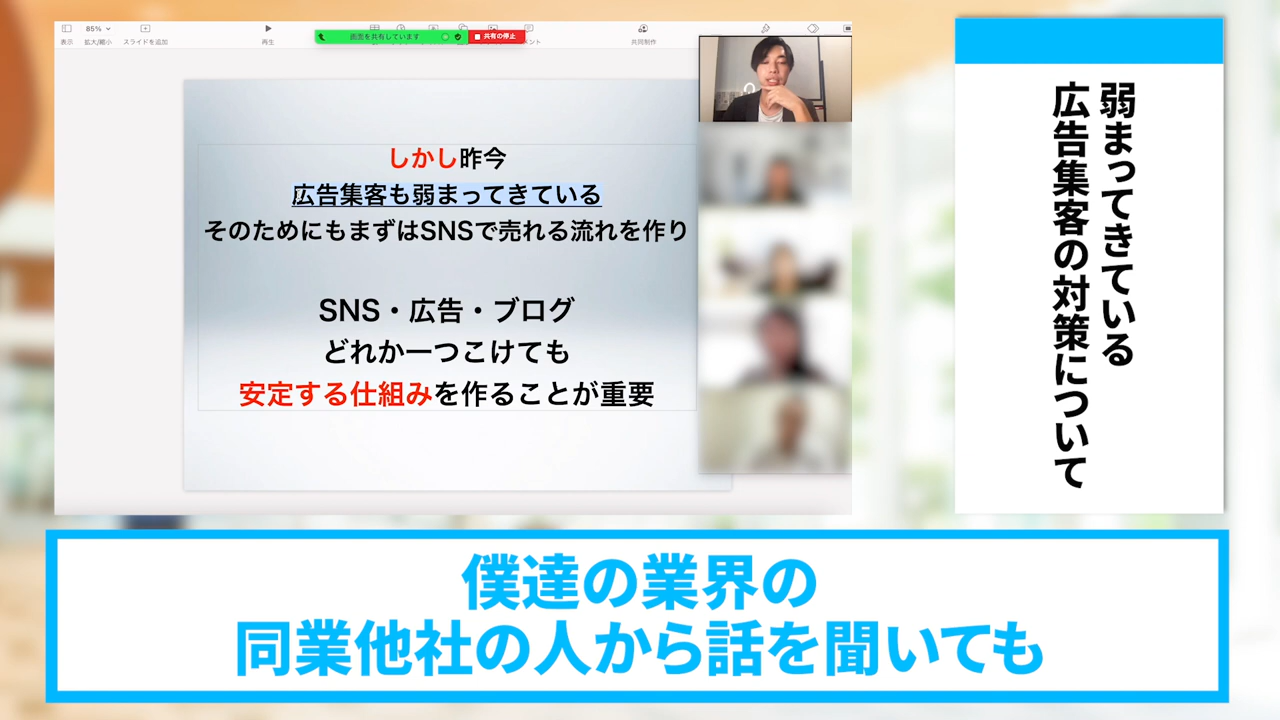 85%
表示
拡大/縮小
スライドを追加
再生
画面を共有しています
共有の停止
共同制作
しかし昨今
広告集客も弱まってきている
そのためにもまずはSNSで売れる流れを作り
SNS・広告・ブログ
どれか一つこけても
安定する仕組みを作ることが重要
弱まってきている
広告集客の対策について
僕達の業界の
同業他社の人から話を聞いても